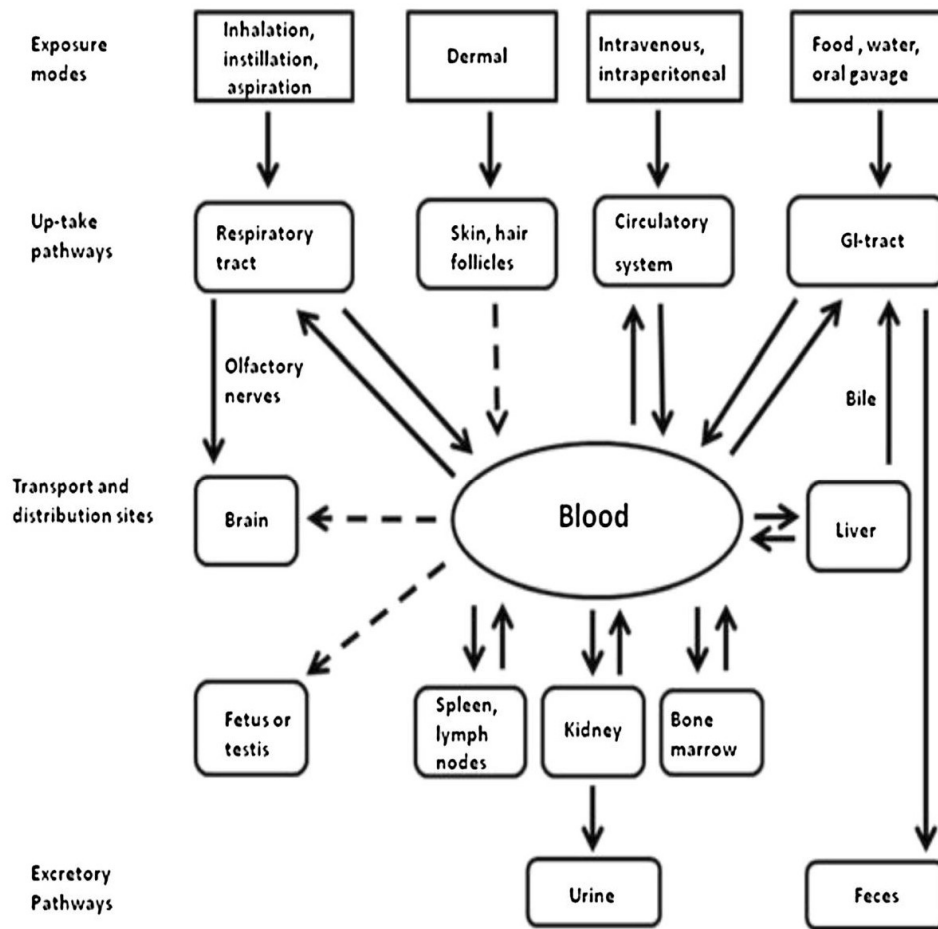 Exposure
modes
Inhalation,
instillation,
aspiration
Dermal
Intravenous,
intraperitoneal
Food , water,
oral gavage
Up-take
pathways
Respiratory
tract
Skin, hair
follicles
Circulatory
system
GI-tract
Olfactory
nerves
Bile
Transport and
distribution sites
Brain
Blood
Liver
Fetus or
testis
Spleen,
lymph
nodes
Kidney
Bone
marrow
Excretory
Pathways
Urine
Feces